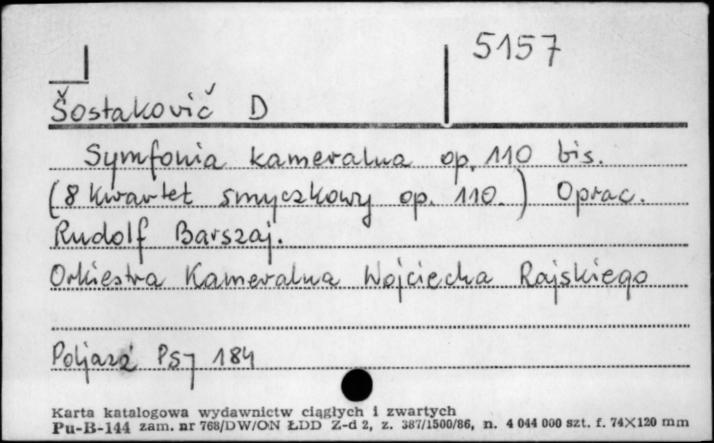 5157
Šostakovič D
Symfonia kameralna op. 110 bis.
(8 Kwartet smyczkowy op. 110.) Oprac.
Rudolf Barszaj.
Orkiestra Kameralna Wojciecha Rajskiego
Poljazz PSJ 184
Karta katalogowa wydawnictw ciągłych i zwartych
Pu-B-144 zam. nr 768/DW/ON ŁDD Z-d 2, z. 387/1500/86, n. 4 044 000 szt. f. 74×120 mm